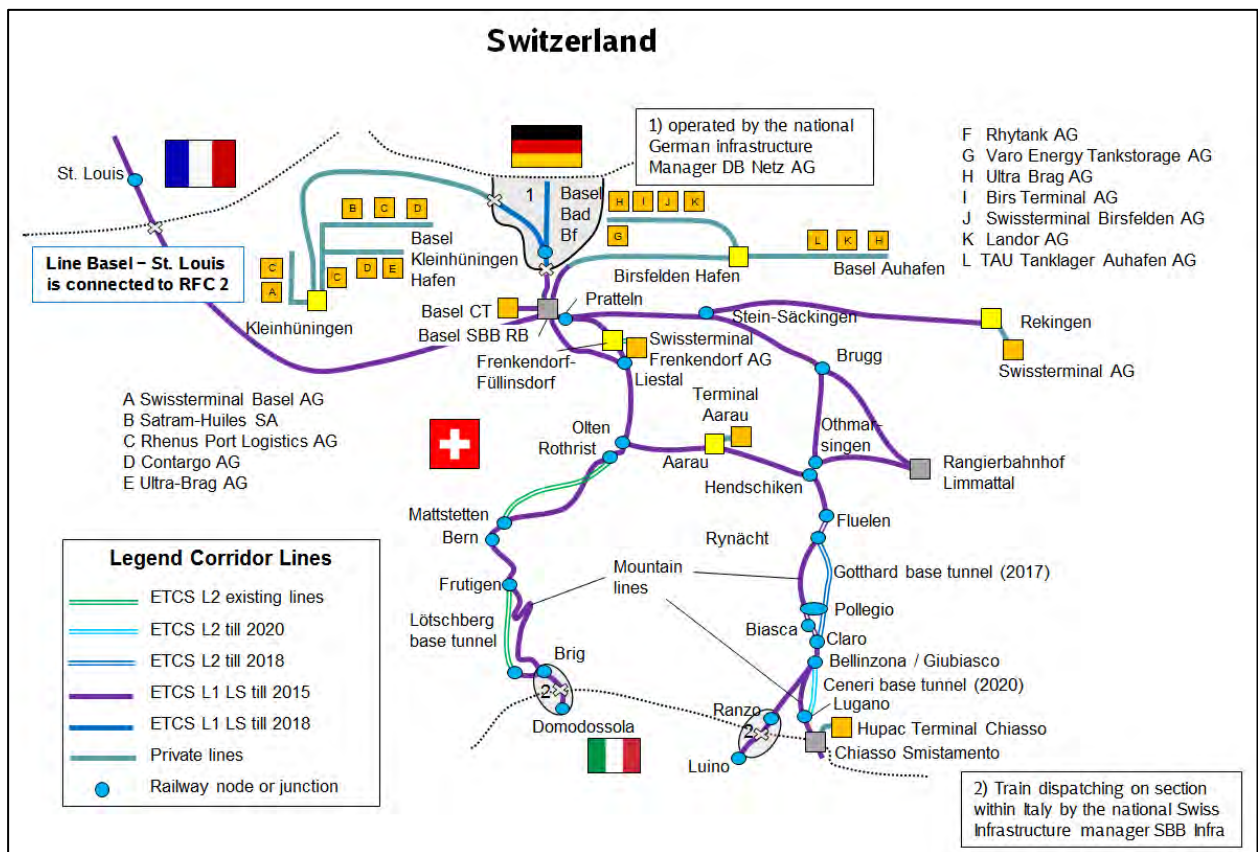 Switzerland
1) operated by the national
German infrastructure
Manager DB Netz AG
F Rhytank AG
G Varo Energy Tankstorage AG
H Ultra Brag AG
I Birs Terminal AG
J Swissterminal Birsfelden AG
K Landor AG
L TAU Tanklager Auhafen AG
St. Louis
1
Basel
Bad
Bf
B C D
H I J K
G
L K H
Line Basel – St. Louis
is connected to RFC 2
C
A
C
D E
Basel
Kleinhüningen
Hafen
Kleinhüningen
Birsfelden Hafen
Basel Auhafen
Basel CT
Pratteln
Basel SBB RB
Stein-Säckingen
Rekingen
Swissterminal AG
Frenkendorf-
Füllinsdorf
Swissterminal
Frenkendorf AG
Liestal
Brugg
A Swissterminal Basel AG
B Satram-Huiles SA
C Rhenus Port Logistics AG
D Contargo AG
E Ultra-Brag AG
Terminal
Aarau
Olten
Rothrist
Aarau
Othmar-
singen
Hendschiken
Rangierbahnhof
Limmattal
Mattstetten
Bern
Fluelen
Rynächt
Frutigen
Mountain
lines
Gotthard base tunnel (2017)
Lötschberg
base tunnel
Pollegio
Biasca
Claro
Brig
Bellinzona / Giubiasco
Ceneri base tunnel (2020)
2
Domodossola
Ranzo
Lugano
2
Hupac Terminal Chiasso
Luino
Chiasso Smistamento
Legend Corridor Lines
ETCS L2 existing lines
ETCS L2 till 2020
ETCS L2 till 2018
ETCS L1 LS till 2015
ETCS L1 LS till 2018
Private lines
Railway node or junction
2) Train dispatching on section
within Italy by the national Swiss
Infrastructure manager SBB Infra